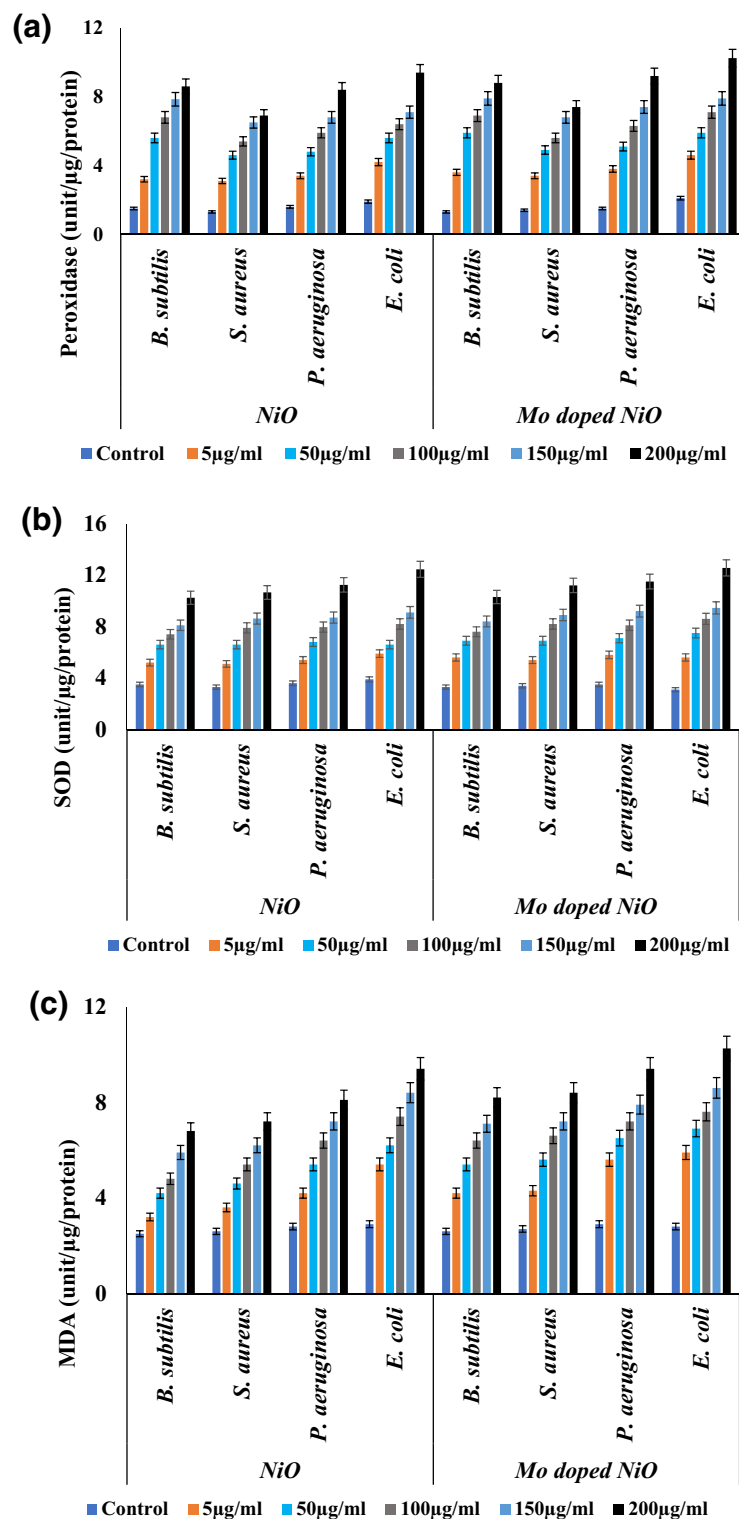 (a)
12
8
4
0
Peroxidase (unit/µg/protein)
B. subtilis
S. aureus
P. aeruginosa
E. coli
B. subtilis
S. aureus
P. aeruginosa
E. coli
NiO
Mo doped NiO
Control 5µg/ml 50µg/ml 100µg/ml 150µg/ml 200µg/ml
(b)
16
12
8
4
0
SOD (unit/µg/protein)
B. subtilis
S. aureus
P. aeruginosa
E. coli
B. subtilis
S. aureus
P. aeruginosa
E. coli
NiO
Mo doped NiO
Control 5µg/ml 50µg/ml 100µg/ml 150µg/ml 200µg/ml
(c)
12
8
4
0
MDA (unit/µg/protein)
B. subtilis
S. aureus
P. aeruginosa
E. coli
B. subtilis
S. aureus
P. aeruginosa
E. coli
NiO
Mo doped NiO
Control 5µg/ml 50µg/ml 100µg/ml 150µg/ml 200µg/ml